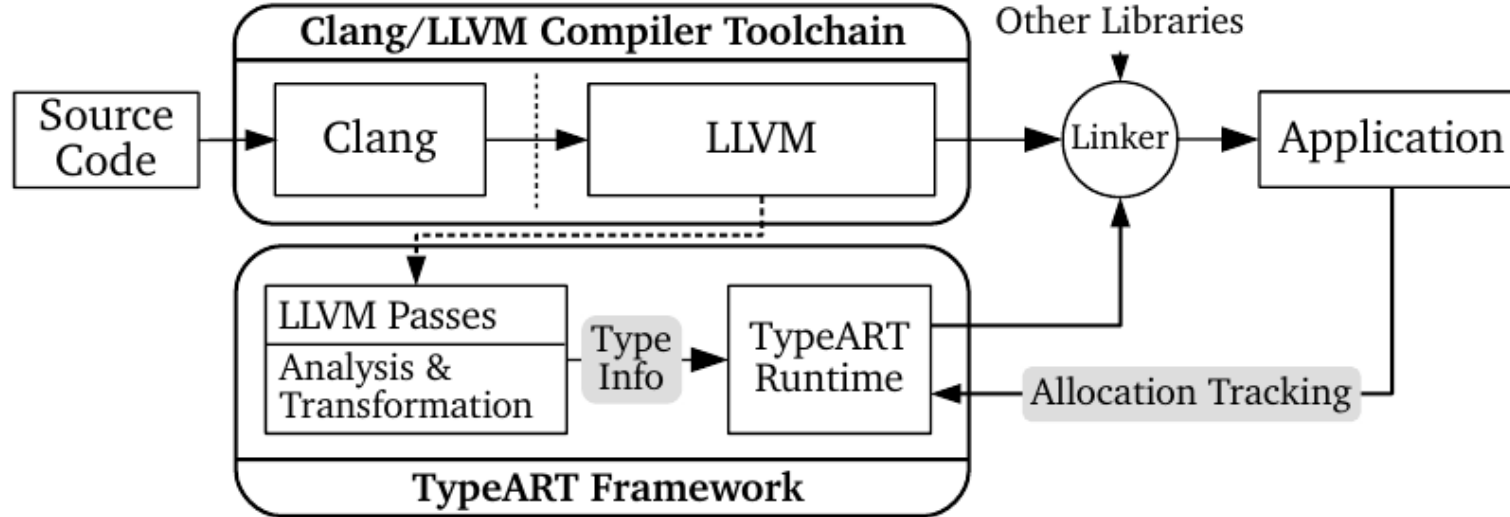 Clang/LLVM Compiler Toolchain
Other Libraries
Source
Code
Clang
LLVM
Linker
Application
LLVM Passes
Analysis &
Transformation
Type
Info
TypeART
Runtime
Allocation Tracking
TypeART Framework